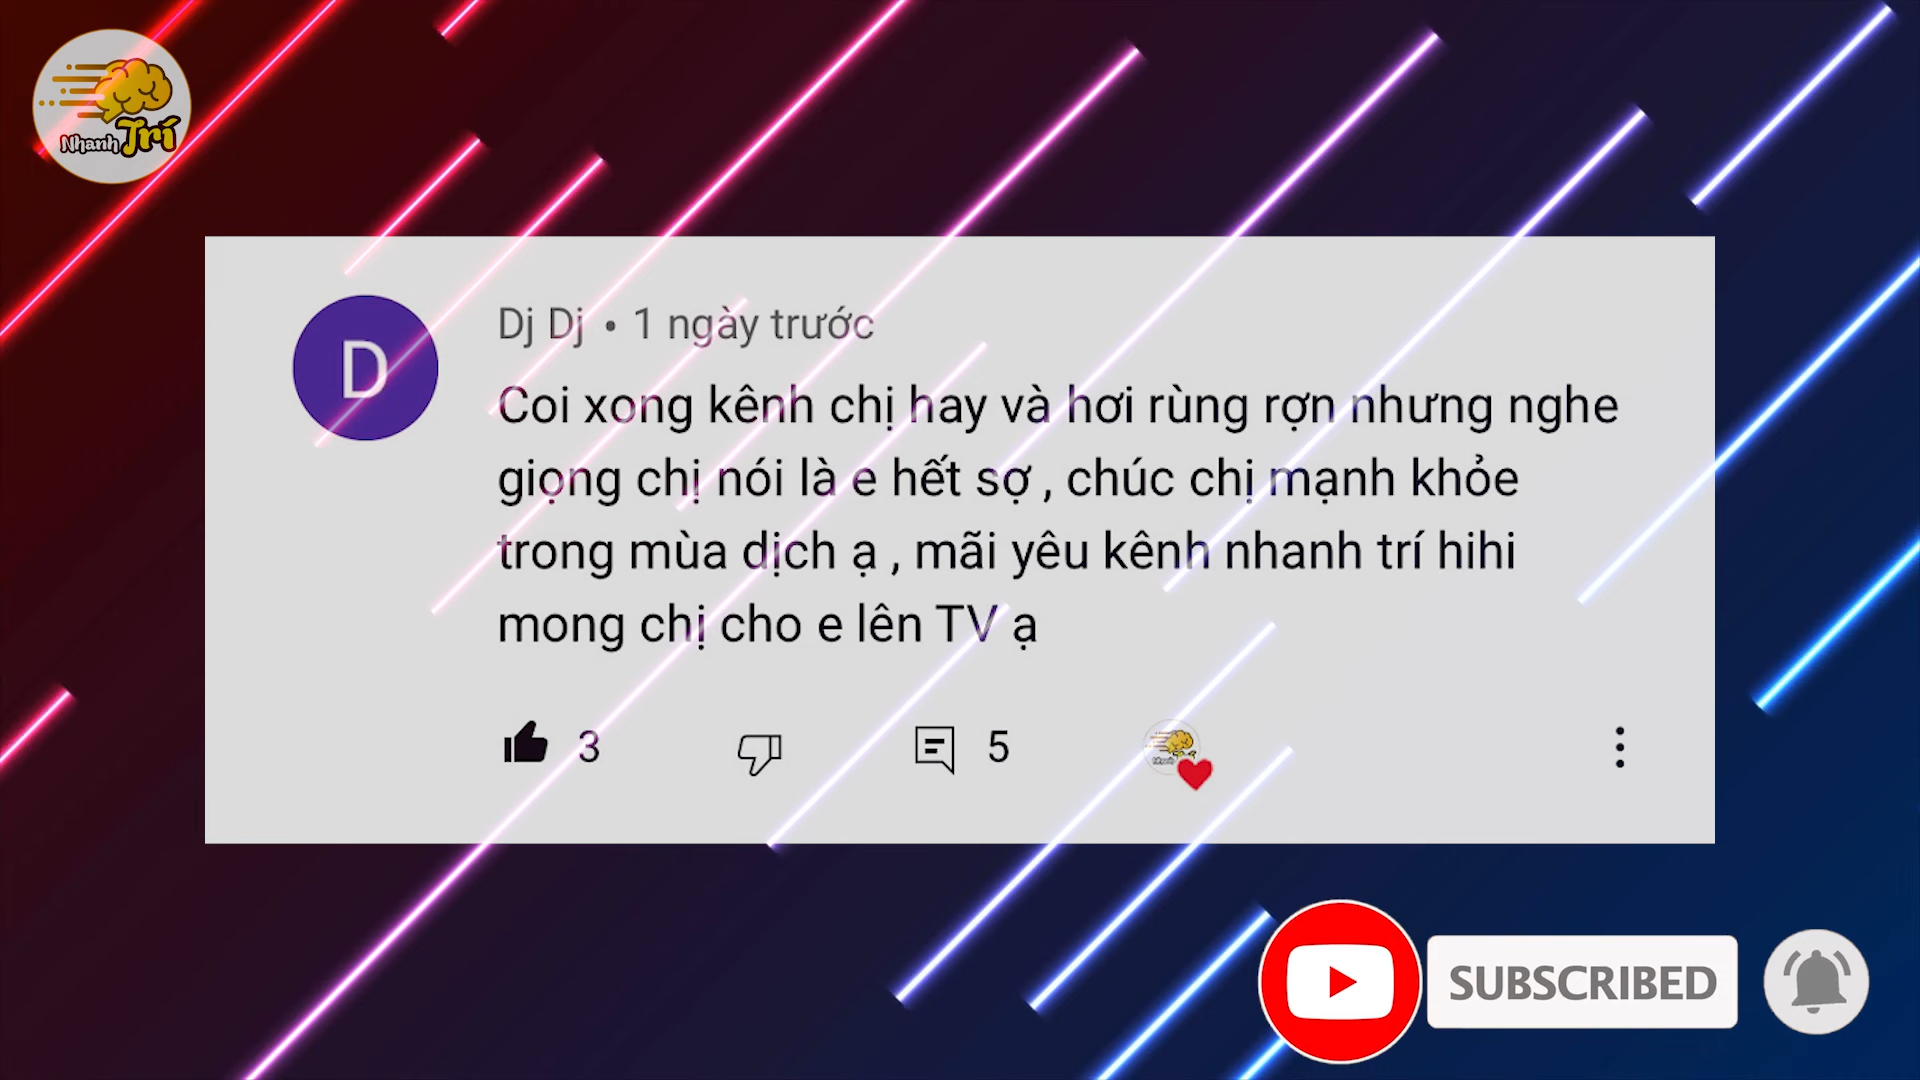 Nhanh Trí
D
Dj Dj • 1 ngày trước
Coi xong kênh chị hay và hơi rùng rợn nhưng nghe
giọng chị nói là e hết sợ , chúc chị mạnh khỏe
trong mùa dịch ạ , mãi yêu kênh nhanh trí hihi
mong chị cho e lên TV ạ
3
5
SUBSCRIBED